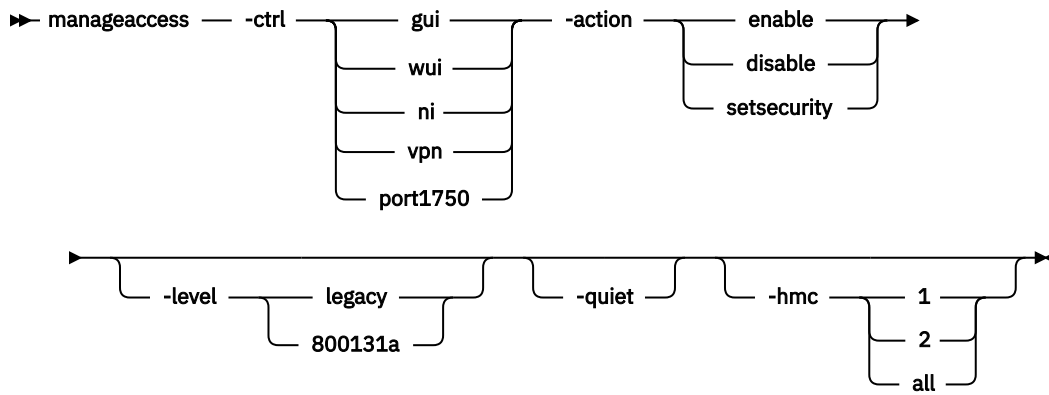 manageaccess -ctrl gui -action enable
wui disable
ni setsecurity
vpn
port1750
-level legacy -quiet -hmc 1
800131a 2
all